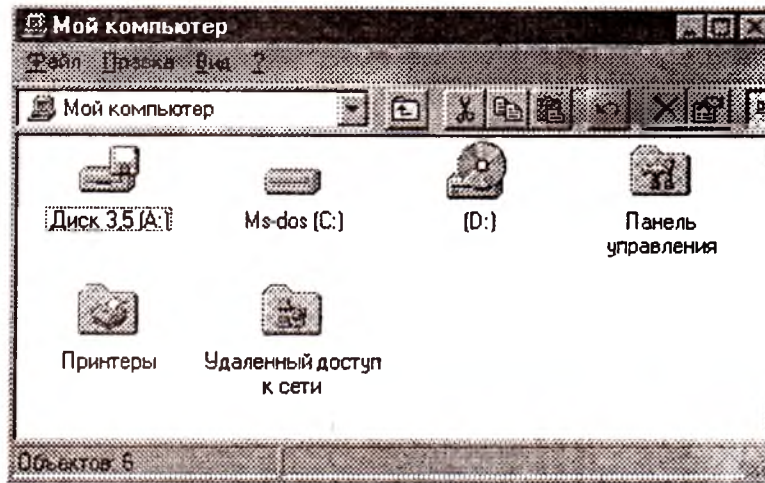 Мой компьютер
Файл Правка Вид ?
Мой компьютер
Диск 3,5 (A:) Ms-dos (C:) (D:) Панель
управления
Принтеры Удаленный доступ
к сети
Объектов: 6